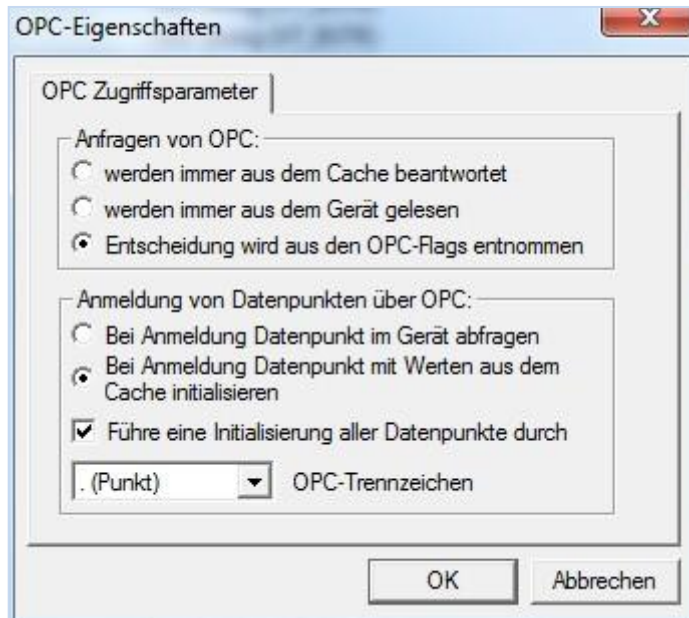 OPC-Eigenschaften
OPC Zugriffsparameter
Anfragen von OPC:
werden immer aus dem Cache beantwortet
werden immer aus dem Gerät gelesen
Entscheidung wird aus den OPC-Flags entnommen
Anmeldung von Datenpunkten über OPC:
Bei Anmeldung Datenpunkt im Gerät abfragen
Bei Anmeldung Datenpunkt mit Werten aus dem
Cache initialisieren
Führe eine Initialisierung aller Datenpunkte durch
. (Punkt) OPC-Trennzeichen
OK Abbrechen